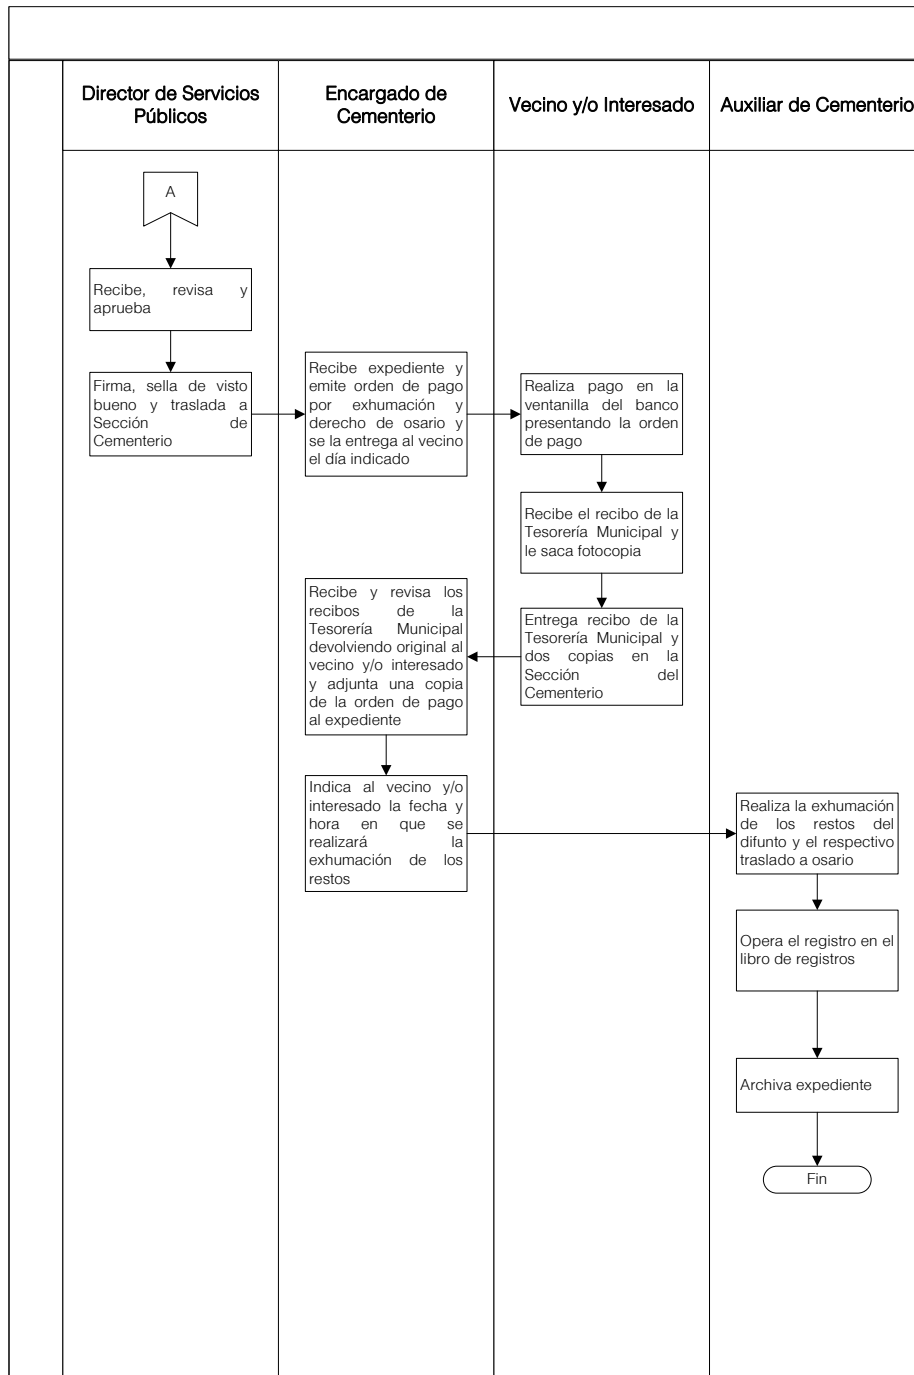 Director de Servicios
Públicos
Encargado de
Cementerio
Vecino y/o Interesado
Auxiliar de Cementerio
A
Recibe, revisa y
aprueba
Firma, sella de visto
bueno y traslada a
Sección de
Cementerio
Recibe expediente y
emite orden de pago
por exhumación y
derecho de osario y
se la entrega al vecino
el día indicado
Realiza pago en la
ventanilla del banco
presentando la orden
de pago
Recibe el recibo de la
Tesorería Municipal y
le saca fotocopia
Entrega recibo de la
Tesorería Municipal y
dos copias en la
Sección del
Cementerio
Recibe y revisa los
recibos de la
Tesorería Municipal
devolviendo original al
vecino y/o interesado
y adjunta una copia
de la orden de pago
al expediente
Indica al vecino y/o
interesado la fecha y
hora en que se
realizará la
exhumación de los
restos
Realiza la exhumación
de los restos del
difunto y el respectivo
traslado a osario
Opera el registro en el
libro de registros
Archiva expediente
Fin